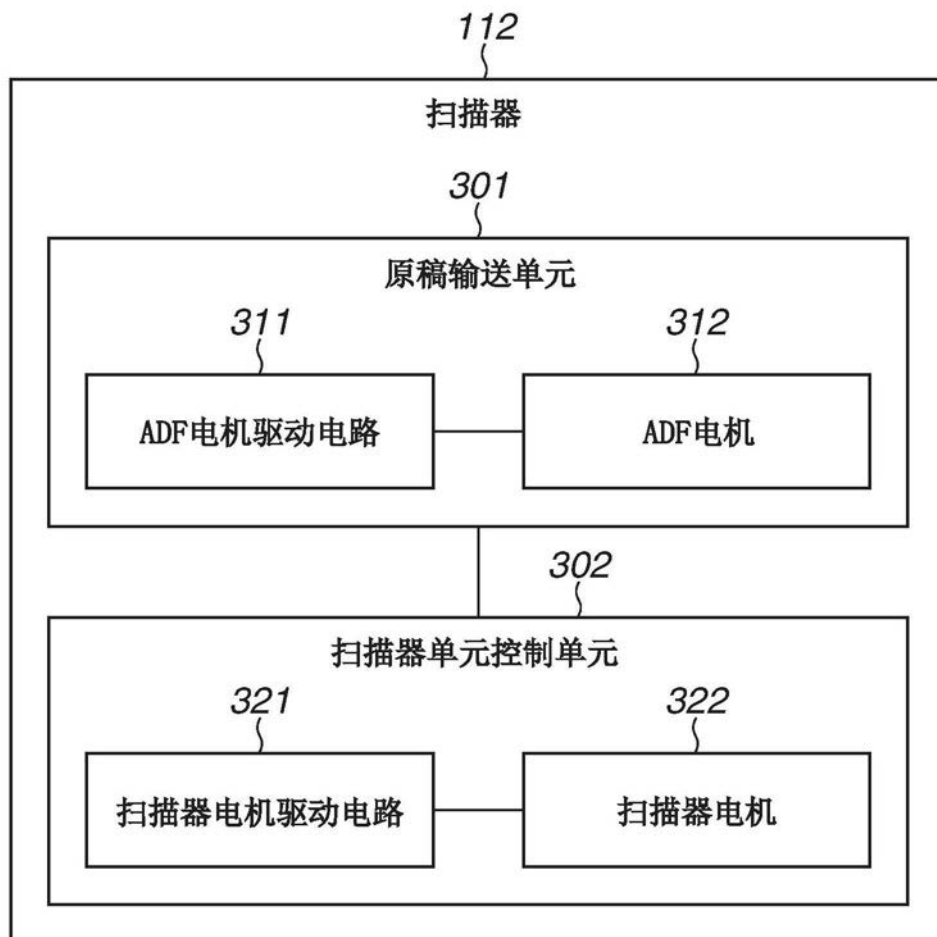 112
扫描器
301
原稿输送单元
311
312
ADF电机驱动电路
ADF电机
302
扫描器单元控制单元
321
322
扫描器电机驱动电路
扫描器电机